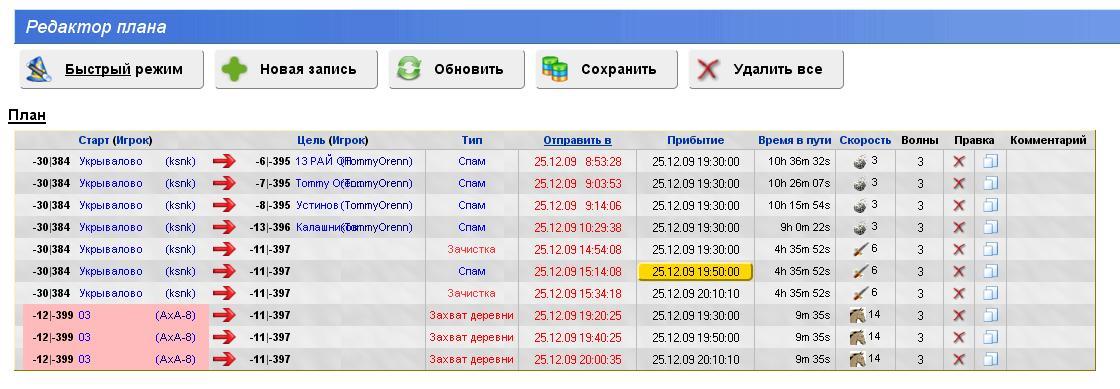 Редактор плана
Быстрый режим Новая запись Обновить Сохранить Удалить все
План
Старт (Игрок) Цель (Игрок) Тип Отправить в Прибытие Время в пути Скорость Волны Правка Комментарий
-30|384 Укрывалово (ksnk) -6|-395 13 РАЙ (TommyOrenn) Спам 25.12.09 8:53:28 25.12.09 19:30:00 10h 36m 32s 3 3
-30|384 Укрывалово (ksnk) -7|-395 Tommy (TommyOrenn) Спам 25.12.09 9:03:53 25.12.09 19:30:00 10h 26m 07s 3 3
-30|384 Укрывалово (ksnk) -8|-395 Устинов (TommyOrenn) Спам 25.12.09 9:14:06 25.12.09 19:30:00 10h 15m 54s 3 3
-30|384 Укрывалово (ksnk) -13|-396 (TommyOrenn) Спам 25.12.09 10:29:38 25.12.09 19:30:00 9h 0m 22s 3 3
-30|384 Укрывалово (ksnk) -11|-397 Зачистка 25.12.09 14:54:08 25.12.09 19:30:00 4h 35m 52s 6 3
-30|384 Укрывалово (ksnk) -11|-397 Спам 25.12.09 15:14:08 25.12.09 19:50:00 4h 35m 52s 6 3
-30|384 Укрывалово (ksnk) -11|-397 Зачистка 25.12.09 15:34:18 25.12.09 20:10:10 4h 35m 52s 6 3
-12|-399 03 (AxA-8) -11|-397 Захват деревни 25.12.09 19:20:25 25.12.09 19:30:00 9m 35s 14 3
-12|-399 03 (AxA-8) -11|-397 Захват деревни 25.12.09 19:40:25 25.12.09 19:50:00 9m 35s 14 3
-12|-399 03 (AxA-8) -11|-397 Захват деревни 25.12.09 20:00:35 25.12.09 20:10:10 9m 35s 14 3